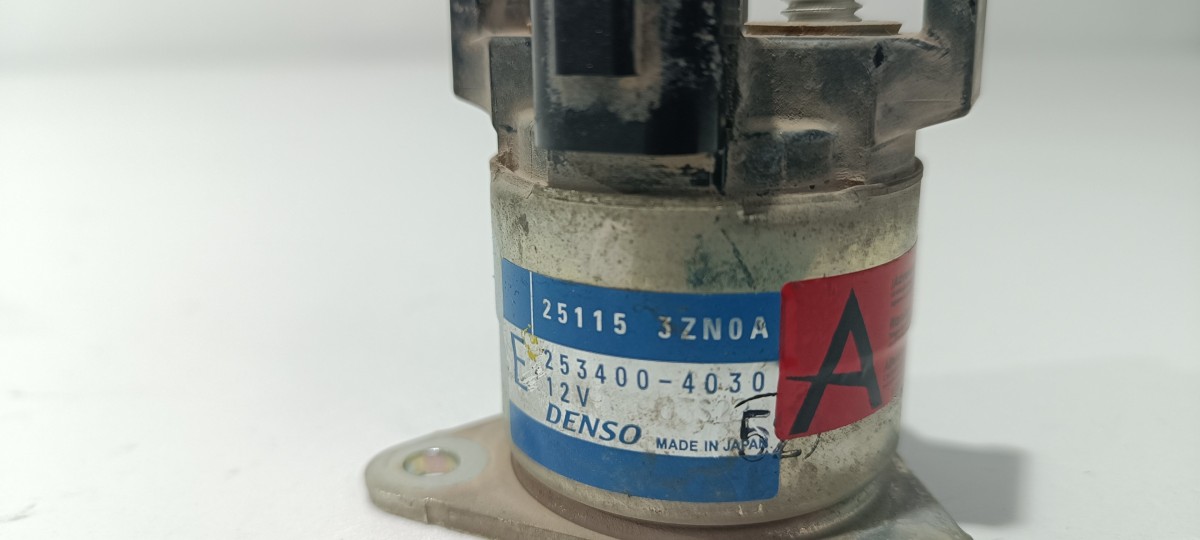 25115 3ZN0A
E
253400-4030
12V
DENSO
MADE IN JAPAN
A